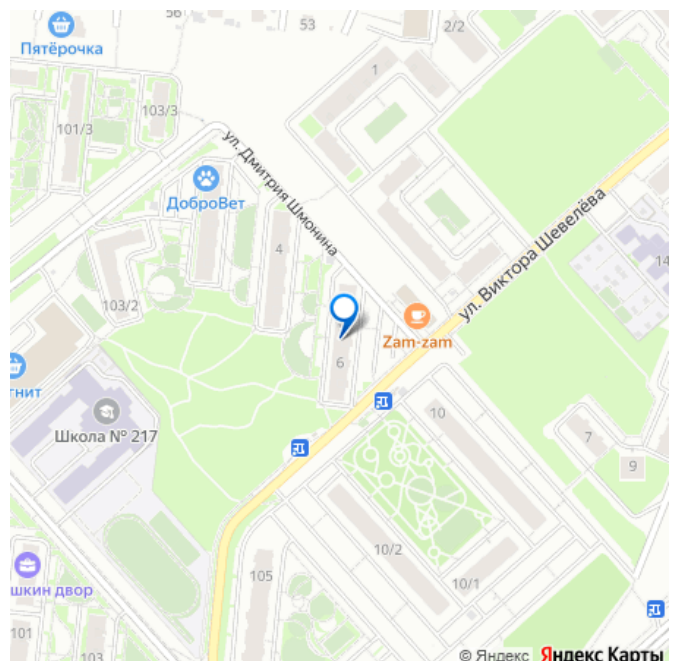 56
53
2/2
Пятёрочка
1
103/3
101/3
ул. Дмитрия Шмонина
ДоброВет
ул. Виктора Шевелёва
4
14
103/2
Zam-zam
6
гнит
10
Школа № 217
7
9
10/2
105
10/1
шкин двор
101
103
© Яндекс Яндекс Карты